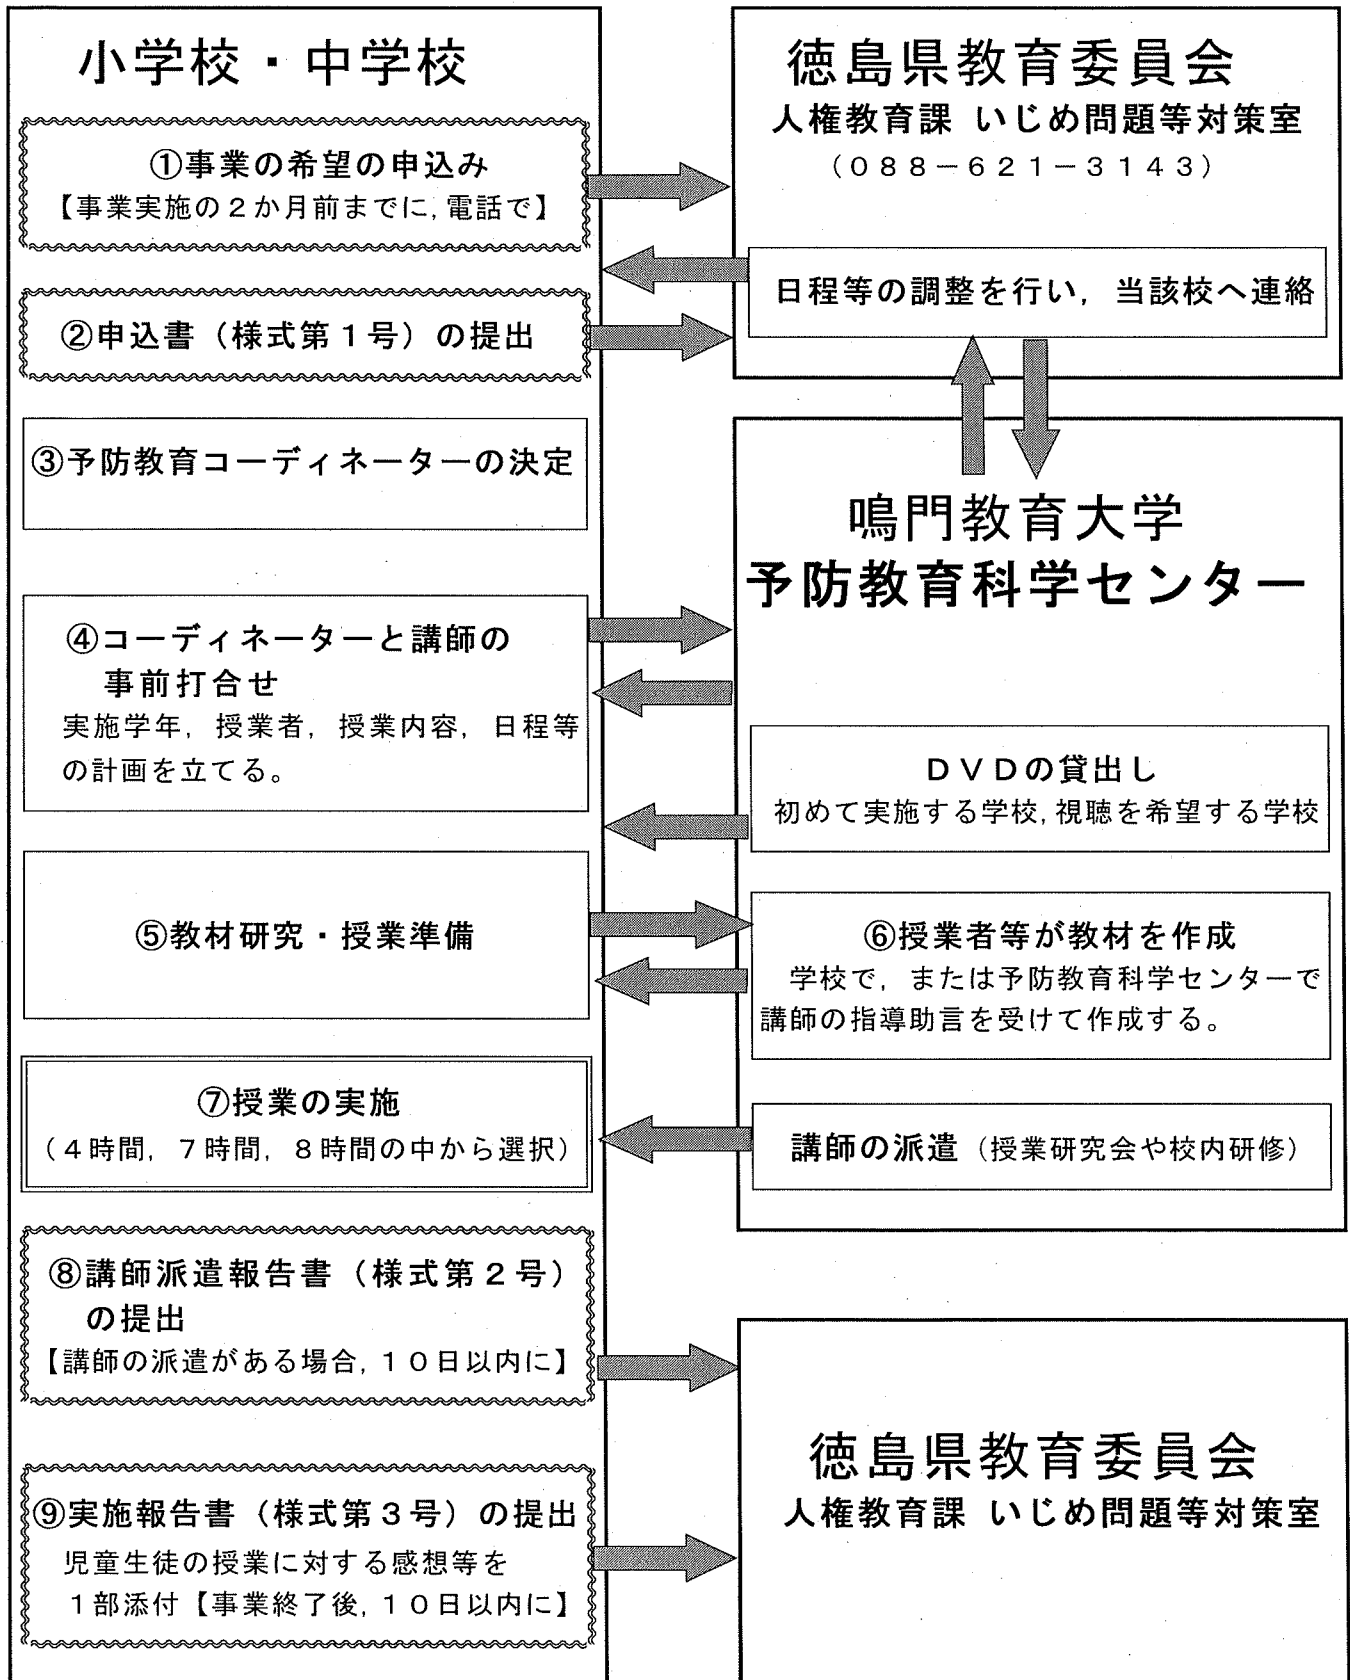 小学校・中学校
①事業の希望の申込み
【事業実施の２か月前までに，電話で】
②申込書（様式第１号）の提出
③予防教育コーディネーターの決定
④コーディネーターと講師の
事前打合せ
実施学年，授業者，授業内容，日程等
の計画を立てる。
⑤教材研究・授業準備
⑦授業の実施
（４時間，７時間，８時間の中から選択）
⑧講師派遣報告書（様式第２号）
の提出
【講師の派遣がある場合，１０日以内に】
⑨実施報告書（様式第３号）の提出
児童生徒の授業に対する感想等を
１部添付【事業終了後，１０日以内に】
徳島県教育委員会
人権教育課 いじめ問題等対策室
（０８８－６２１－３１４３）
日程等の調整を行い，当該校へ連絡
鳴門教育大学
予防教育科学センター
ＤＶＤの貸出し
初めて実施する学校，視聴を希望する学校
⑥授業者等が教材を作成
学校で，または予防教育科学センターで
講師の指導助言を受けて作成する。
講師の派遣（授業研究会や校内研修）
徳島県教育委員会
人権教育課 いじめ問題等対策室